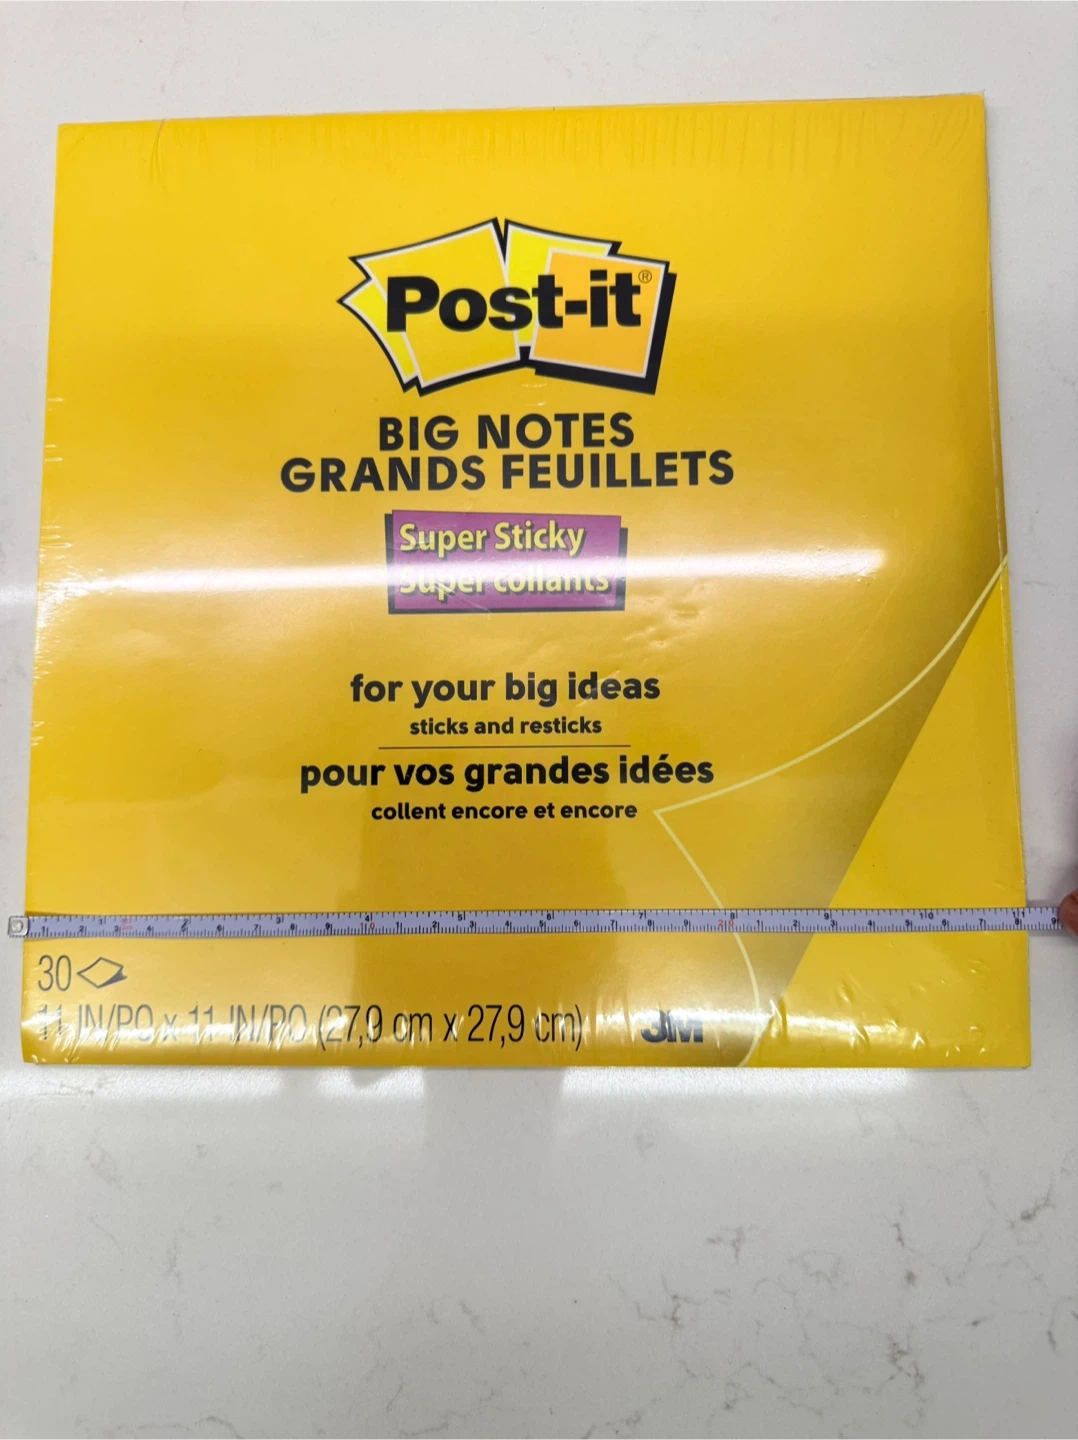 Post-it®
BIG NOTES
GRANDS FEUILLETS
Super Sticky
Super collants
for your big ideas
sticks and resticks
pour vos grandes idées
collent encore et encore
30
11 IN/PO x 11 IN/PO (27,9 cm x 27,9 cm)
3M